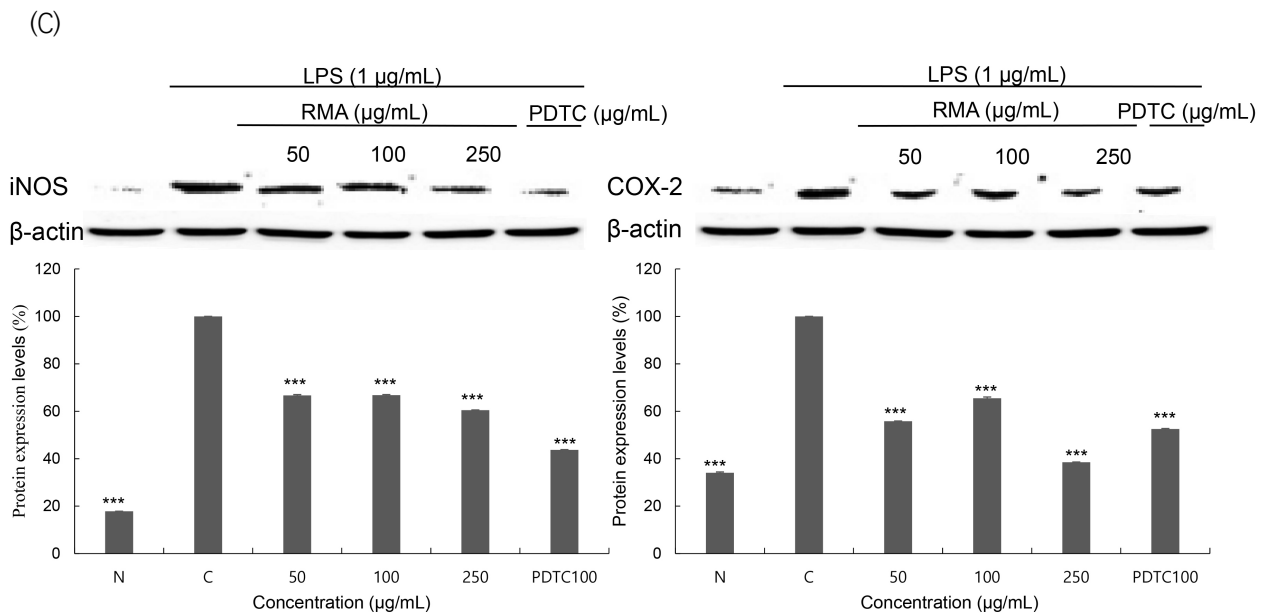 (C)
LPS (1 µg/mL)
RMA (µg/mL) PDTC (µg/mL)
50 100 250
iNOS
β-actin
120
100
80
60
40
20
0
Protein expression levels (%)
***
***
***
***
***
N C 50 100 250 PDTC100
Concentration (µg/mL)
LPS (1 µg/mL)
RMA (µg/mL) PDTC (µg/mL)
50 100 250
COX-2
β-actin
120
100
80
60
40
20
0
Protein expression levels (%)
***
***
***
***
***
N C 50 100 250 PDTC100
Concentration (µg/mL)